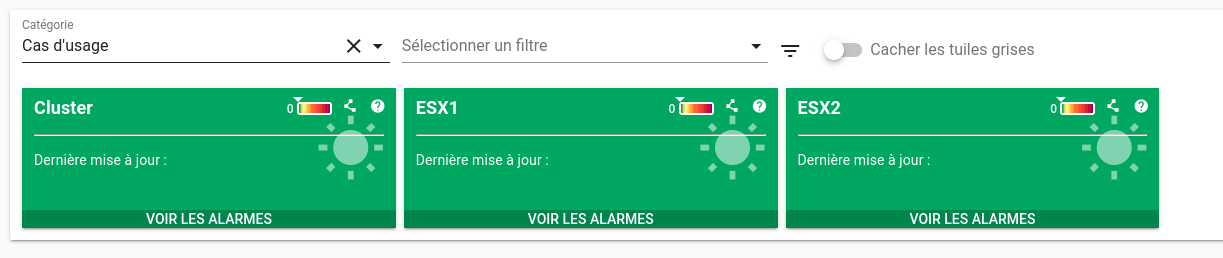 Catégorie
Cas d'usage
Sélectionner un filtre
Cacher les tuiles grises
Cluster 0
ESX1 0
ESX2 0
Dernière mise à jour :
Dernière mise à jour :
Dernière mise à jour :
VOIR LES ALARMES
VOIR LES ALARMES
VOIR LES ALARMES